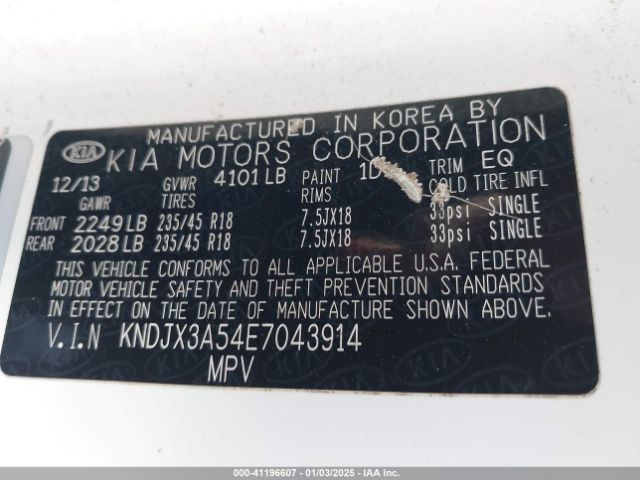 MANUFACTURED IN KOREA BY
KIA KIA MOTORS CORPORATION
12/13 GVWR 4101LB PAINT 1D TRIM EQ
GAWR TIRES RIMS COLD TIRE INFL
FRONT 2249LB 235/45 R18 7.5JX18 33psi SINGLE
REAR 2028LB 235/45 R18 7.5JX18 33psi SINGLE
THIS VEHICLE CONFORMS TO ALL APPLICABLE U.S.A. FEDERAL
MOTOR VEHICLE SAFETY AND THEFT PREVENTION STANDARDS
IN EFFECT ON THE DATE OF MANUFACTURE SHOWN ABOVE.
V.I.N KNDJX3A54E7043914
MPV
000-41196607 - 01/03/2025 - IAA Inc.